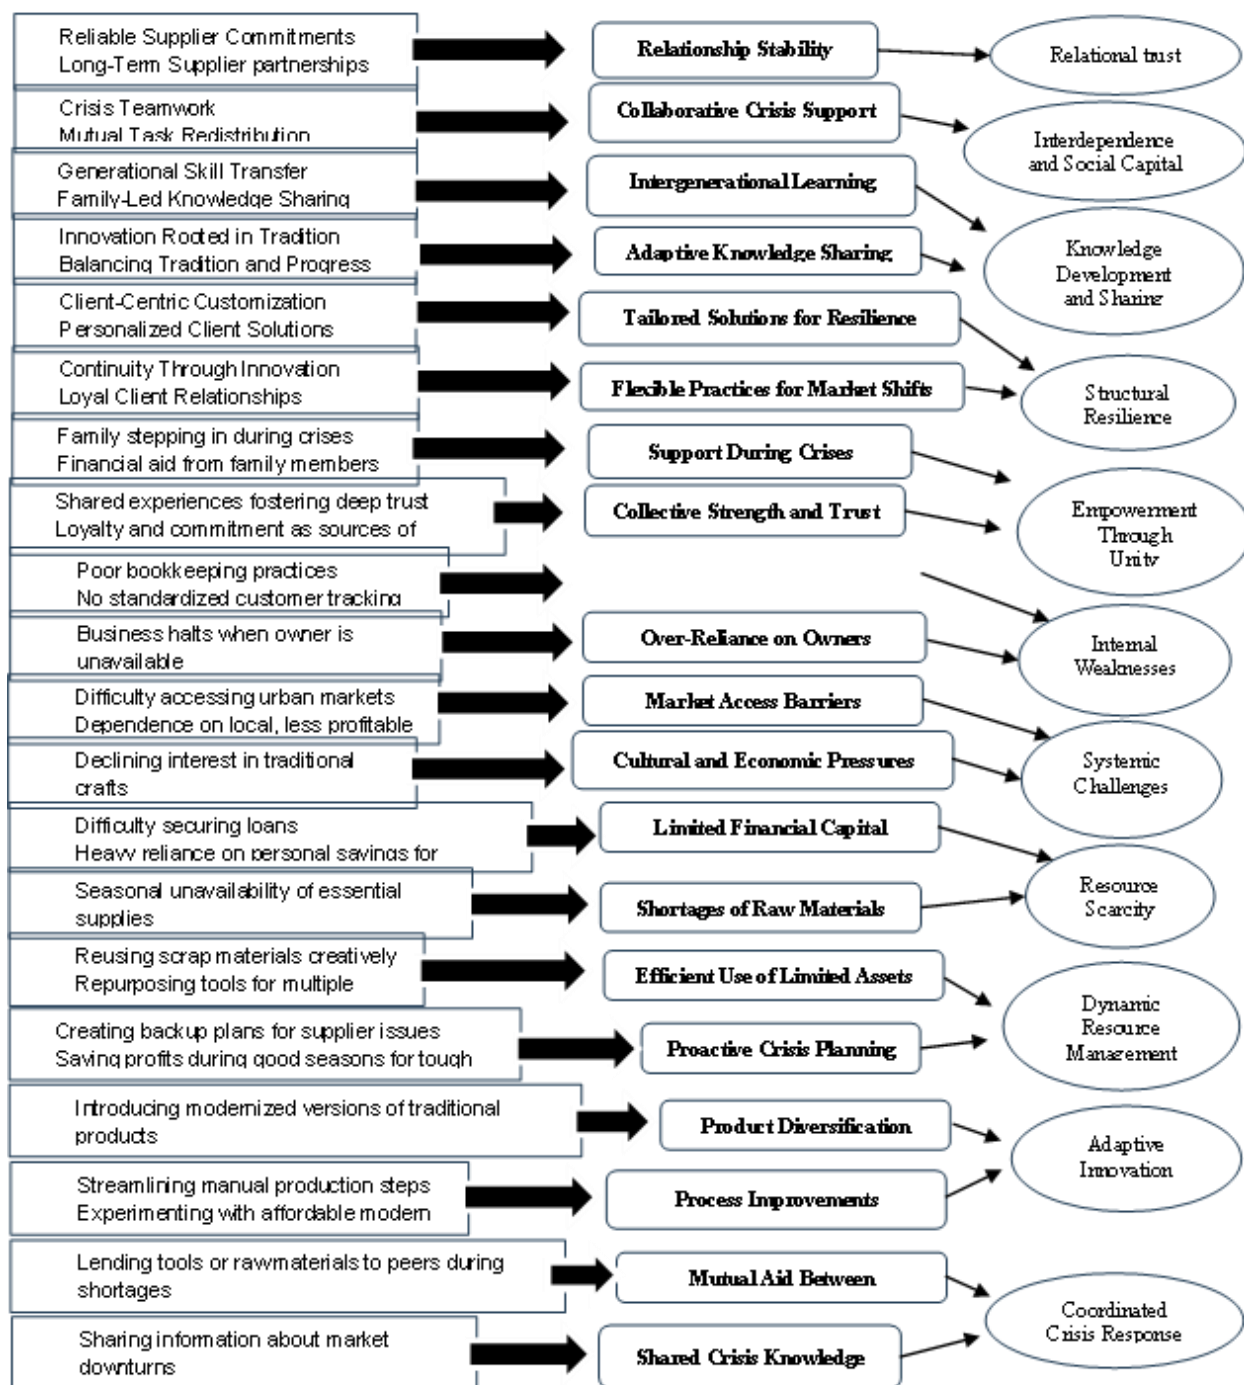 Reliable Supplier Commitments
Long-Term Supplier partnerships
Relationship Stability
Relational trust
Crisis Teamwork
Mutual Task Redistribution
Collaborative Crisis Support
Interdependence
and Social Capital
Generational Skill Transfer
Family-Led Knowledge Sharing
Intergenerational Learning
Innovation Rooted in Tradition
Balancing Tradition and Progress
Adaptive Knowledge Sharing
Knowledge
Development
and Sharing
Client-Centric Customization
Personalized Client Solutions
Tailored Solutions for Resilience
Continuity Through Innovation
Loyal Client Relationships
Flexible Practices for Market Shifts
Structural
Resilience
Family stepping in during crises
Financial aid from family members
Support During Crises
Shared experiences fostering deep trust
Loyalty and commitment as sources of
Collective Strength and Trust
Empowerment
Through
Unity
Poor bookkeeping practices
No standardized customer tracking
Business halts when owner is
unavailable
Over-Reliance on Owners
Internal
Weaknesses
Difficulty accessing urban markets
Dependence on local, less profitable
Market Access Barriers
Declining interest in traditional
crafts
Cultural and Economic Pressures
Systemic
Challenges
Difficulty securing loans
Heavy reliance on personal savings for
Limited Financial Capital
Seasonal unavailability of essential
supplies
Shortages of Raw Materials
Resource
Scarcity
Reusing scrap materials creatively
Repurposing tools for multiple
Efficient Use of Limited Assets
Creating backup plans for supplier issues
Saving profits during good seasons for tough
Proactive Crisis Planning
Dynamic
Resource
Management
Introducing modernized versions of traditional
products
Product Diversification
Streamlining manual production steps
Experimenting with affordable modern
Process Improvements
Adaptive
Innovation
Lending tools or rawmaterials to peers during
shortages
Mutual Aid Between
Sharing information about market
downturns
Shared Crisis Knowledge
Coordinated
Crisis Response